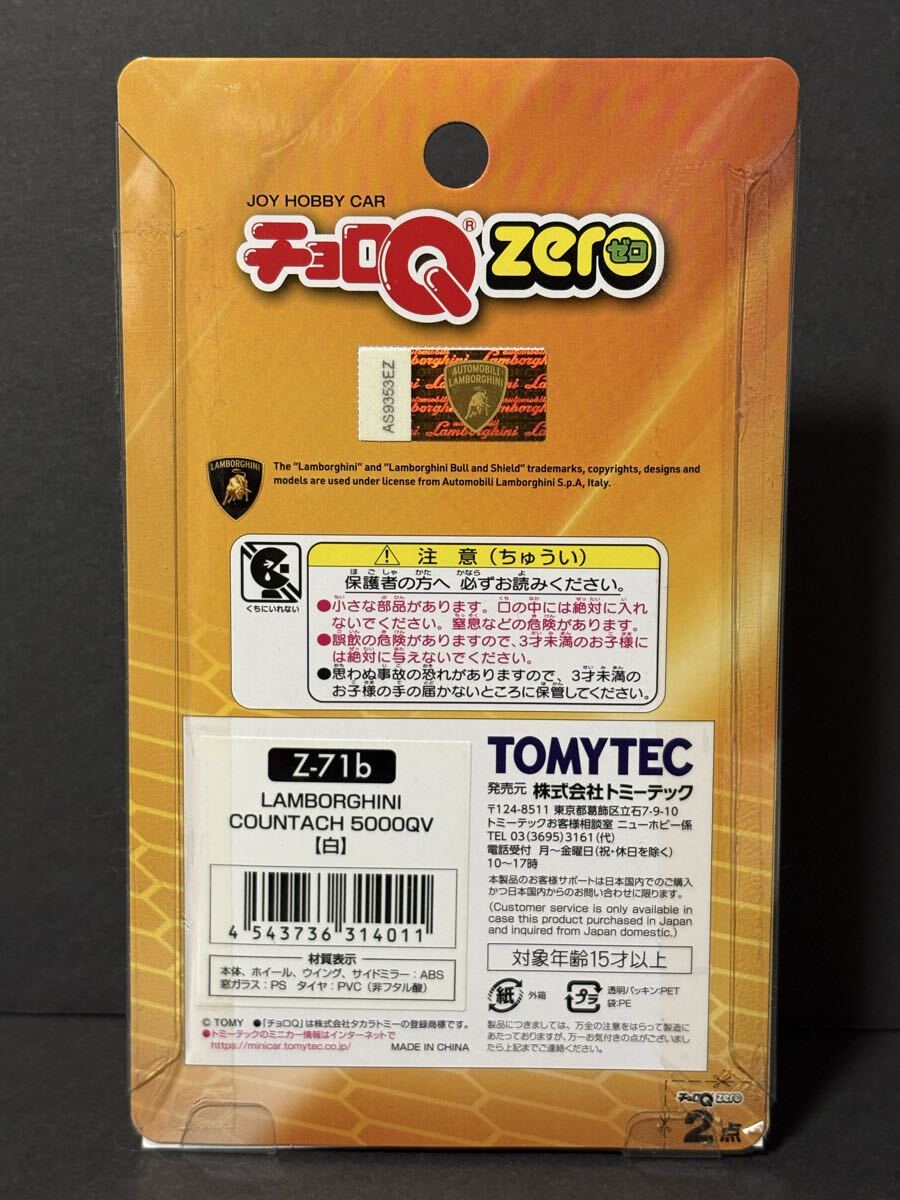 JOY HOBBY CAR
チョロQ® zero ゼロ
AS9353EZ
AUTOMOBILI
LAMBORGHINI
LAMBORGHINI
The "Lamborghini" and "Lamborghini Bull and Shield" trademarks, copyrights, designs and
models are used under license from Automobili Lamborghini S.p.A, Italy.
くちにいれない
⚠ 注 意（ちゅうい）
保護者の方へ 必ずお読みください。
●小さな部品があります。口の中には絶対に入れ
ないでください。窒息などの危険があります。
●誤飲の危険がありますので、3才未満のお子様に
は絶対に与えないでください。
●思わぬ事故の恐れがありますので、3才未満の
お子様の手の届かないところに保管してください。
Z-71b
LAMBORGHINI
COUNTACH 5000QV
【白】
4 543736 314011
材質表示
本体、ホイール、ウイング、サイドミラー：ABS
窓ガラス：PS タイヤ：PVC（非フタル酸）
© TOMY ●「チョロQ」は株式会社タカラトミーの登録商標です。
●トミーテックのミニカー情報はインターネットで
https://minicar.tomytec.co.jp/
MADE IN CHINA
TOMYTEC
発売元 株式会社トミーテック
〒124-8511 東京都葛飾区立石7-9-10
トミーテックお客様相談室 ニューホビー係
TEL 03(3695)3161(代)
電話受付 月～金曜日(祝・休日を除く)
10～17時
本製品のお客様サポートは日本国内でのご購入
かつ日本国内からのお問い合わせに限ります。
(Customer service is only available in
case this product purchased in Japan
and inquired from Japan domestic.)
対象年齢15才以上
紙 外箱
プラ 透明パッキン:PET
袋:PE
製品につきましては、万全の注意をはらって製造に
あたっておりますが、万一お気付きの点がございまし
たら上記までご連絡ください。
チョロQ zero
2点